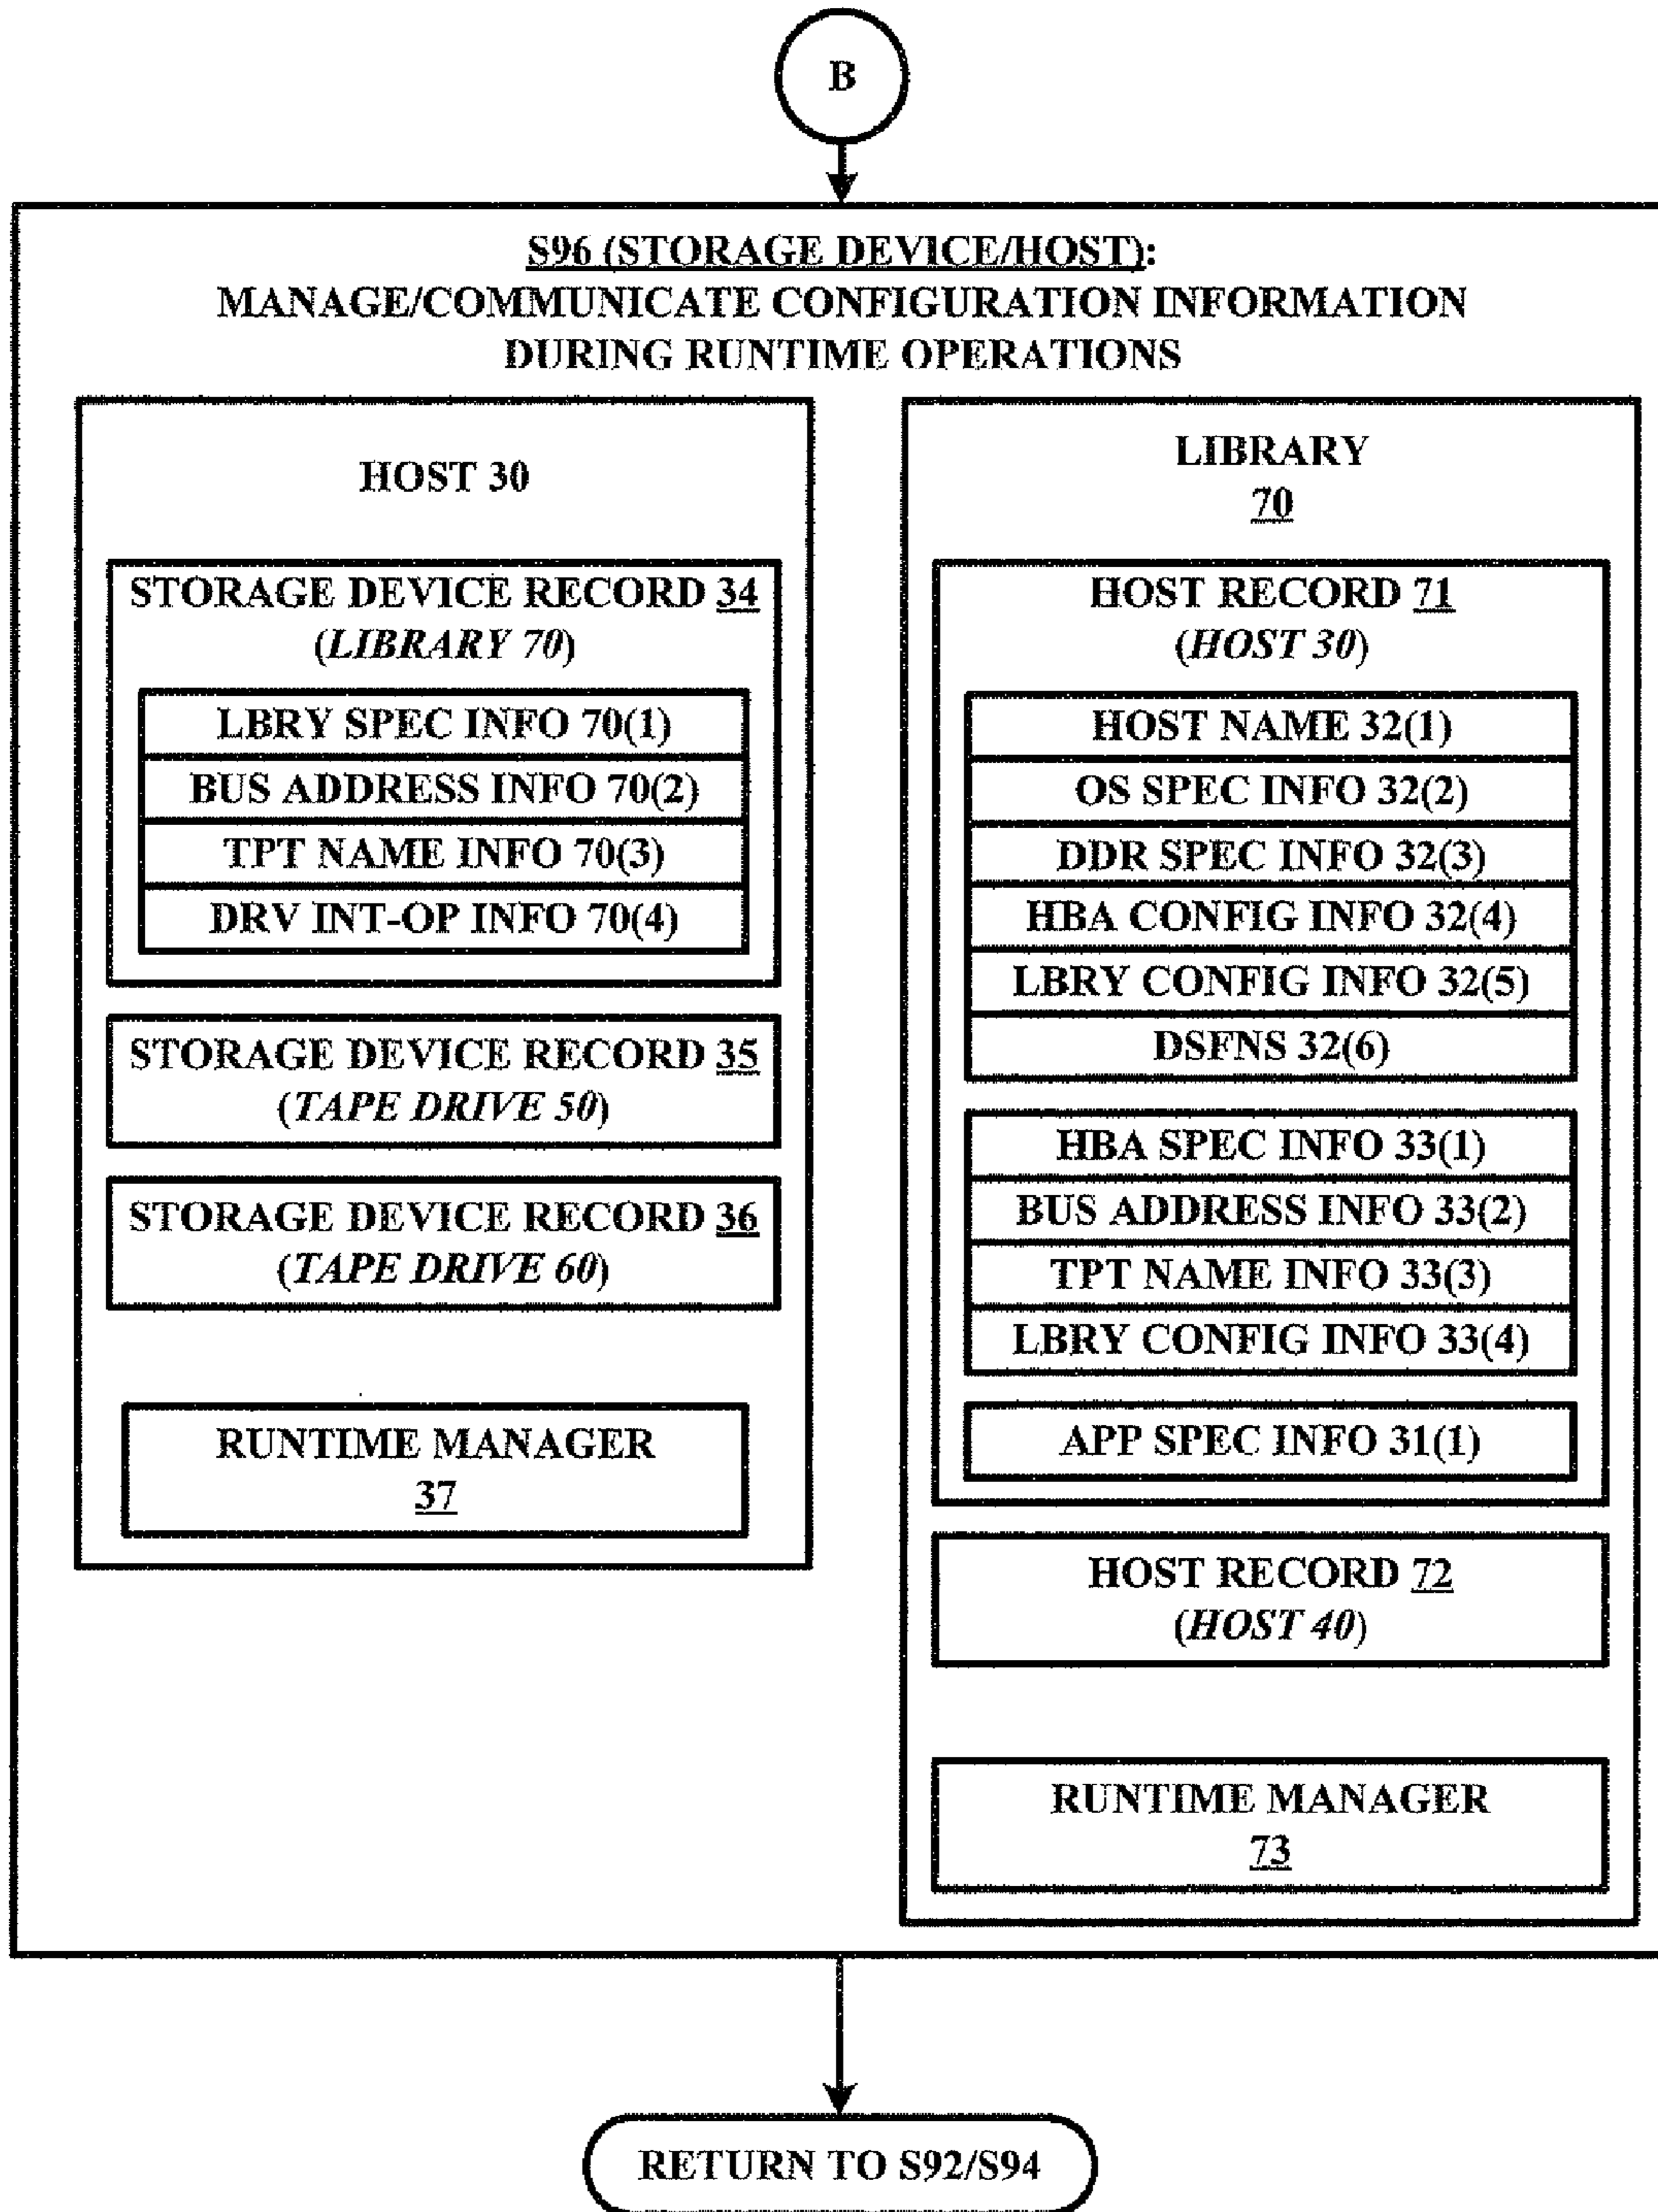 B
S96 (STORAGE DEVICE/HOST):
MANAGE/COMMUNICATE CONFIGURATION INFORMATION
DURING RUNTIME OPERATIONS
HOST 30
STORAGE DEVICE RECORD 34
(LIBRARY 70)
LBRY SPEC INFO 70(1)
BUS ADDRESS INFO 70(2)
TPT NAME INFO 70(3)
DRV INT-OP INFO 70(4)
STORAGE DEVICE RECORD 35
(TAPE DRIVE 50)
STORAGE DEVICE RECORD 36
(TAPE DRIVE 60)
RUNTIME MANAGER
37
LIBRARY
70
HOST RECORD 71
(HOST 30)
HOST NAME 32(1)
OS SPEC INFO 32(2)
DDR SPEC INFO 32(3)
HBA CONFIG INFO 32(4)
LBRY CONFIG INFO 32(5)
DSFNS 32(6)
HBA SPEC INFO 33(1)
BUS ADDRESS INFO 33(2)
TPT NAME INFO 33(3)
LBRY CONFIG INFO 33(4)
APP SPEC INFO 31(1)
HOST RECORD 72
(HOST 40)
RUNTIME MANAGER
73
RETURN TO S92/S94